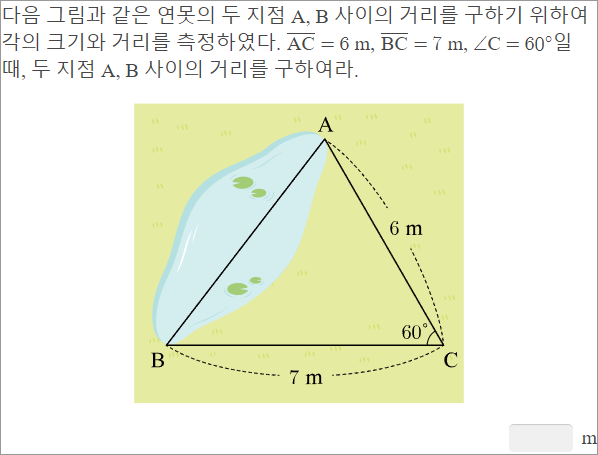 다음 그림과 같은 연못의 두 지점 A, B 사이의 거리를 구하기 위하여
각의 크기와 거리를 측정하였다. A̅C̅ = 6 m, B̅C̅ = 7 m, ∠C = 60°일
때, 두 지점 A, B 사이의 거리를 구하여라.
A
6 m
60°
B
C
7 m
m